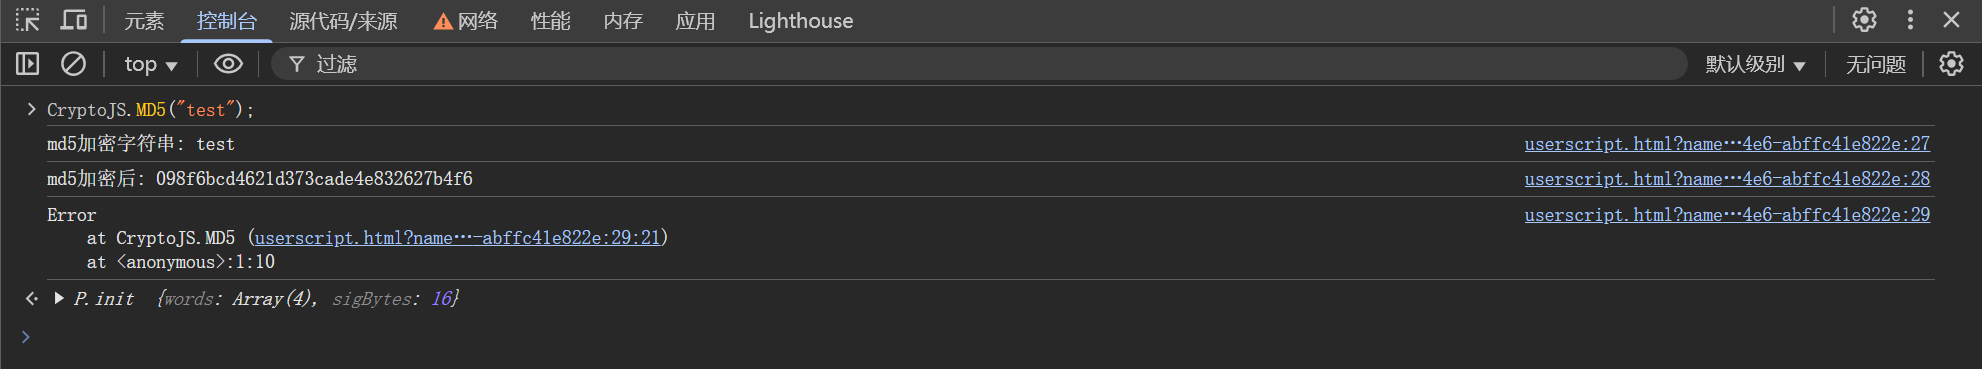 元素 控制台 源代码/来源 网络 性能 内存 应用 Lighthouse
top 过滤 默认级别 无问题
CryptoJS.MD5("test");
md5加密字符串: test userscript.html?name…4e6-abffc41e822e:27
md5加密后: 098f6bcd4621d373cade4e832627b4f6 userscript.html?name…4e6-abffc41e822e:28
Error userscript.html?name…4e6-abffc41e822e:29
at CryptoJS.MD5 (userscript.html?name…-abffc41e822e:29:21)
at <anonymous>:1:10
P.init {words: Array(4), sigBytes: 16}